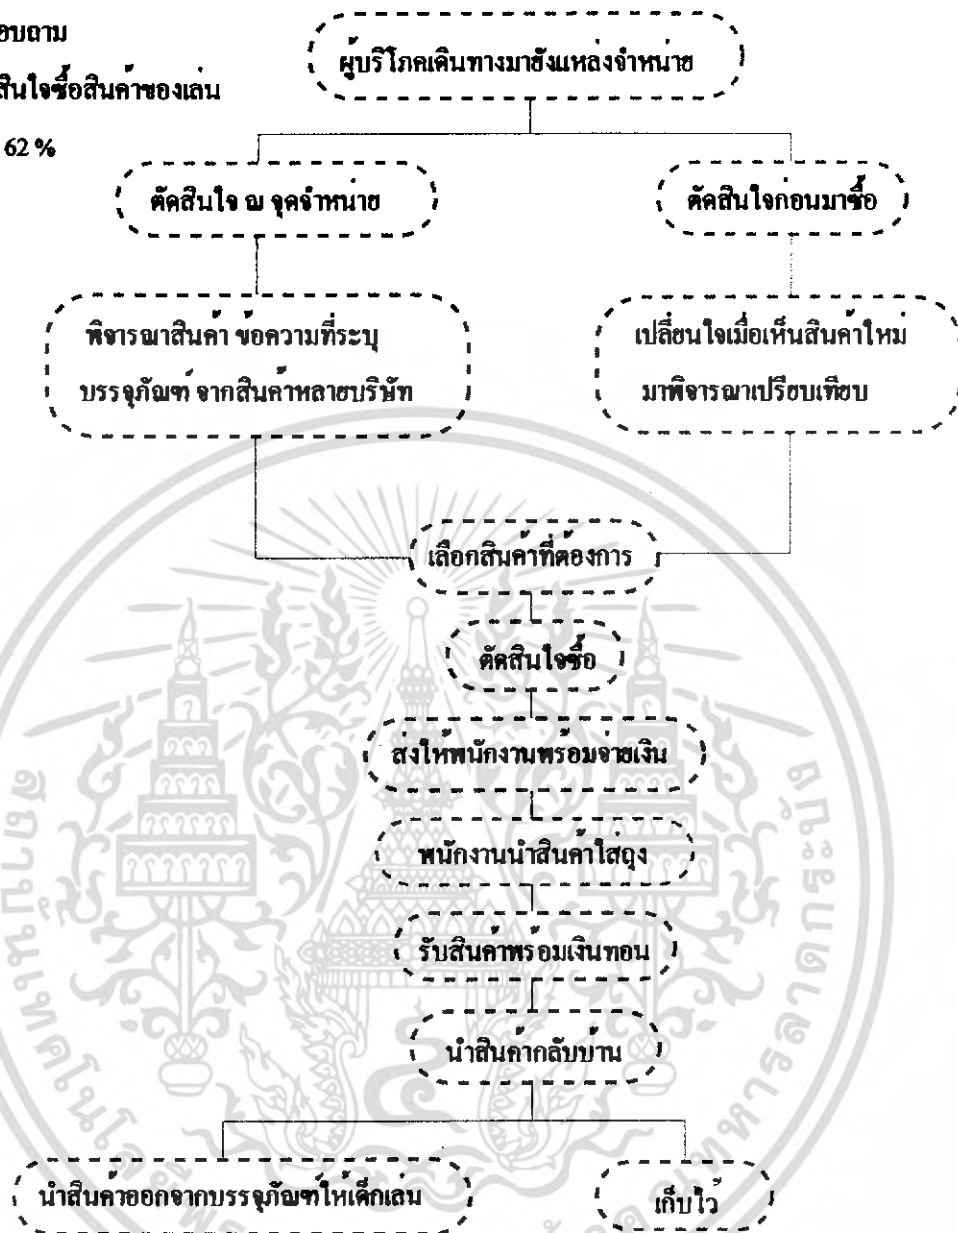 อบถาม
สินใจซื้อสินค้าของเล่น
62 %
ผู้บริโภคเดินทางมายังแหล่งจำหน่าย
ตัดสินใจ ณ จุดจำหน่าย
ตัดสินใจก่อนมาซื้อ
พิจารณาสินค้า ข้อความที่ระบุ
บรรจุภัณฑ์ จากสินค้าหลายบริษัท
เปลี่ยนใจเมื่อเห็นสินค้าใหม่
มาพิจารณาเปรียบเทียบ
เลือกสินค้าที่ต้องการ
ตัดสินใจซื้อ
ส่งให้พนักงานพร้อมจ่ายเงิน
พนักงานนำสินค้าใส่ถุง
รับสินค้าพร้อมเงินทอน
นำสินค้ากลับบ้าน
นำสินค้าออกจากบรรจุภัณฑ์ให้เด็กเล่น
เก็บไว้